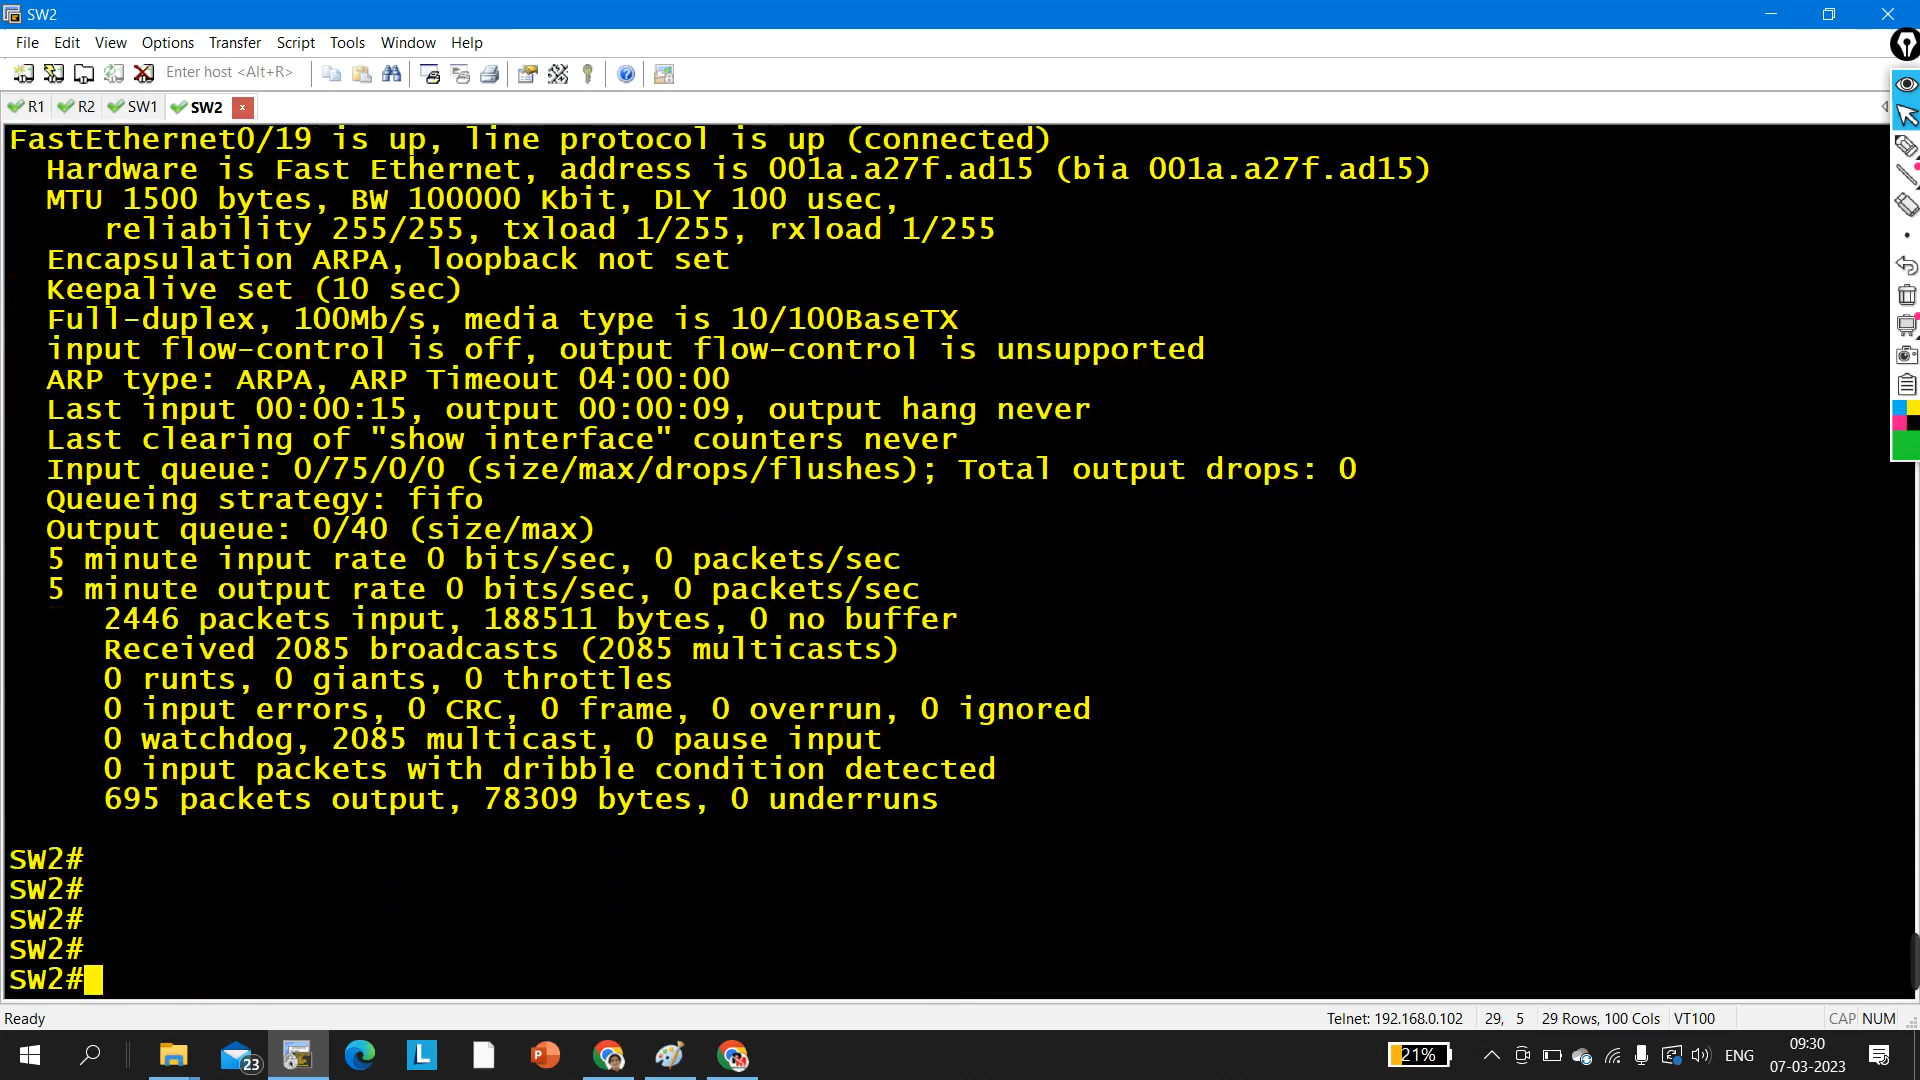 SW2
File Edit View Options Transfer Script Tools Window Help
Enter host <Alt+R>
R1 R2 SW1 SW2
FastEthernet0/19 is up, line protocol is up (connected)
Hardware is Fast Ethernet, address is 001a.a27f.ad15 (bia 001a.a27f.ad15)
MTU 1500 bytes, BW 100000 Kbit, DLY 100 usec,
reliability 255/255, txload 1/255, rxload 1/255
Encapsulation ARPA, loopback not set
Keepalive set (10 sec)
Full-duplex, 100Mb/s, media type is 10/100BaseTX
input flow-control is off, output flow-control is unsupported
ARP type: ARPA, ARP Timeout 04:00:00
Last input 00:00:15, output 00:00:09, output hang never
Last clearing of "show interface" counters never
Input queue: 0/75/0/0 (size/max/drops/flushes); Total output drops: 0
Queueing strategy: fifo
Output queue: 0/40 (size/max)
5 minute input rate 0 bits/sec, 0 packets/sec
5 minute output rate 0 bits/sec, 0 packets/sec
2446 packets input, 188511 bytes, 0 no buffer
Received 2085 broadcasts (2085 multicasts)
0 runts, 0 giants, 0 throttles
0 input errors, 0 CRC, 0 frame, 0 overrun, 0 ignored
0 watchdog, 2085 multicast, 0 pause input
0 input packets with dribble condition detected
695 packets output, 78309 bytes, 0 underruns
SW2#
SW2#
SW2#
SW2#
SW2#
Ready Telnet: 192.168.0.102 29, 5 29 Rows, 100 Cols VT100 CAP NUM
23 L P 21% ENG 09:30
07-03-2023